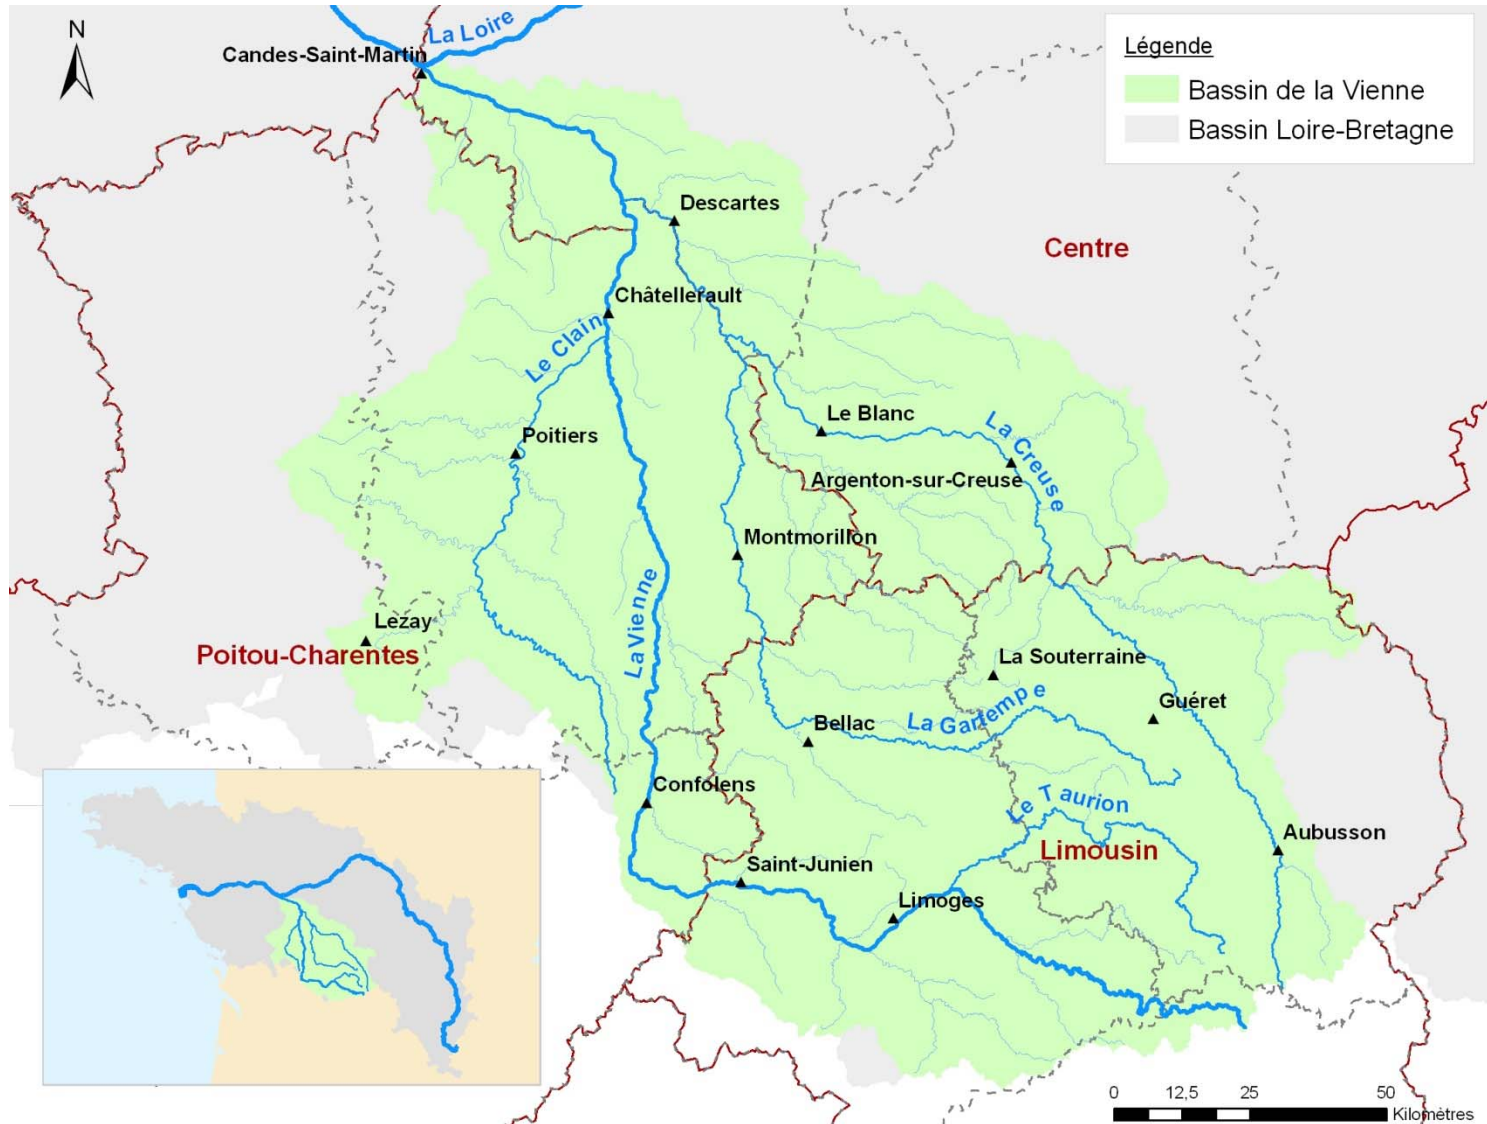 La Loire
N
Candes-Saint-Martin
Légende
Bassin de la Vienne
Bassin Loire-Bretagne
Descartes
Centre
Châtellerault
Le Clain
Le Blanc
La Creuse
Poitiers
Argenton-sur-Creuse
Montmorillon
La Vienne
Lezay
Poitou-Charentes
La Souterraine
Guéret
La Gartempe
Bellac
Confolens
Le Taurion
Aubusson
Limousin
Saint-Junien
Limoges
0 12,5 25 50
Kilomètres